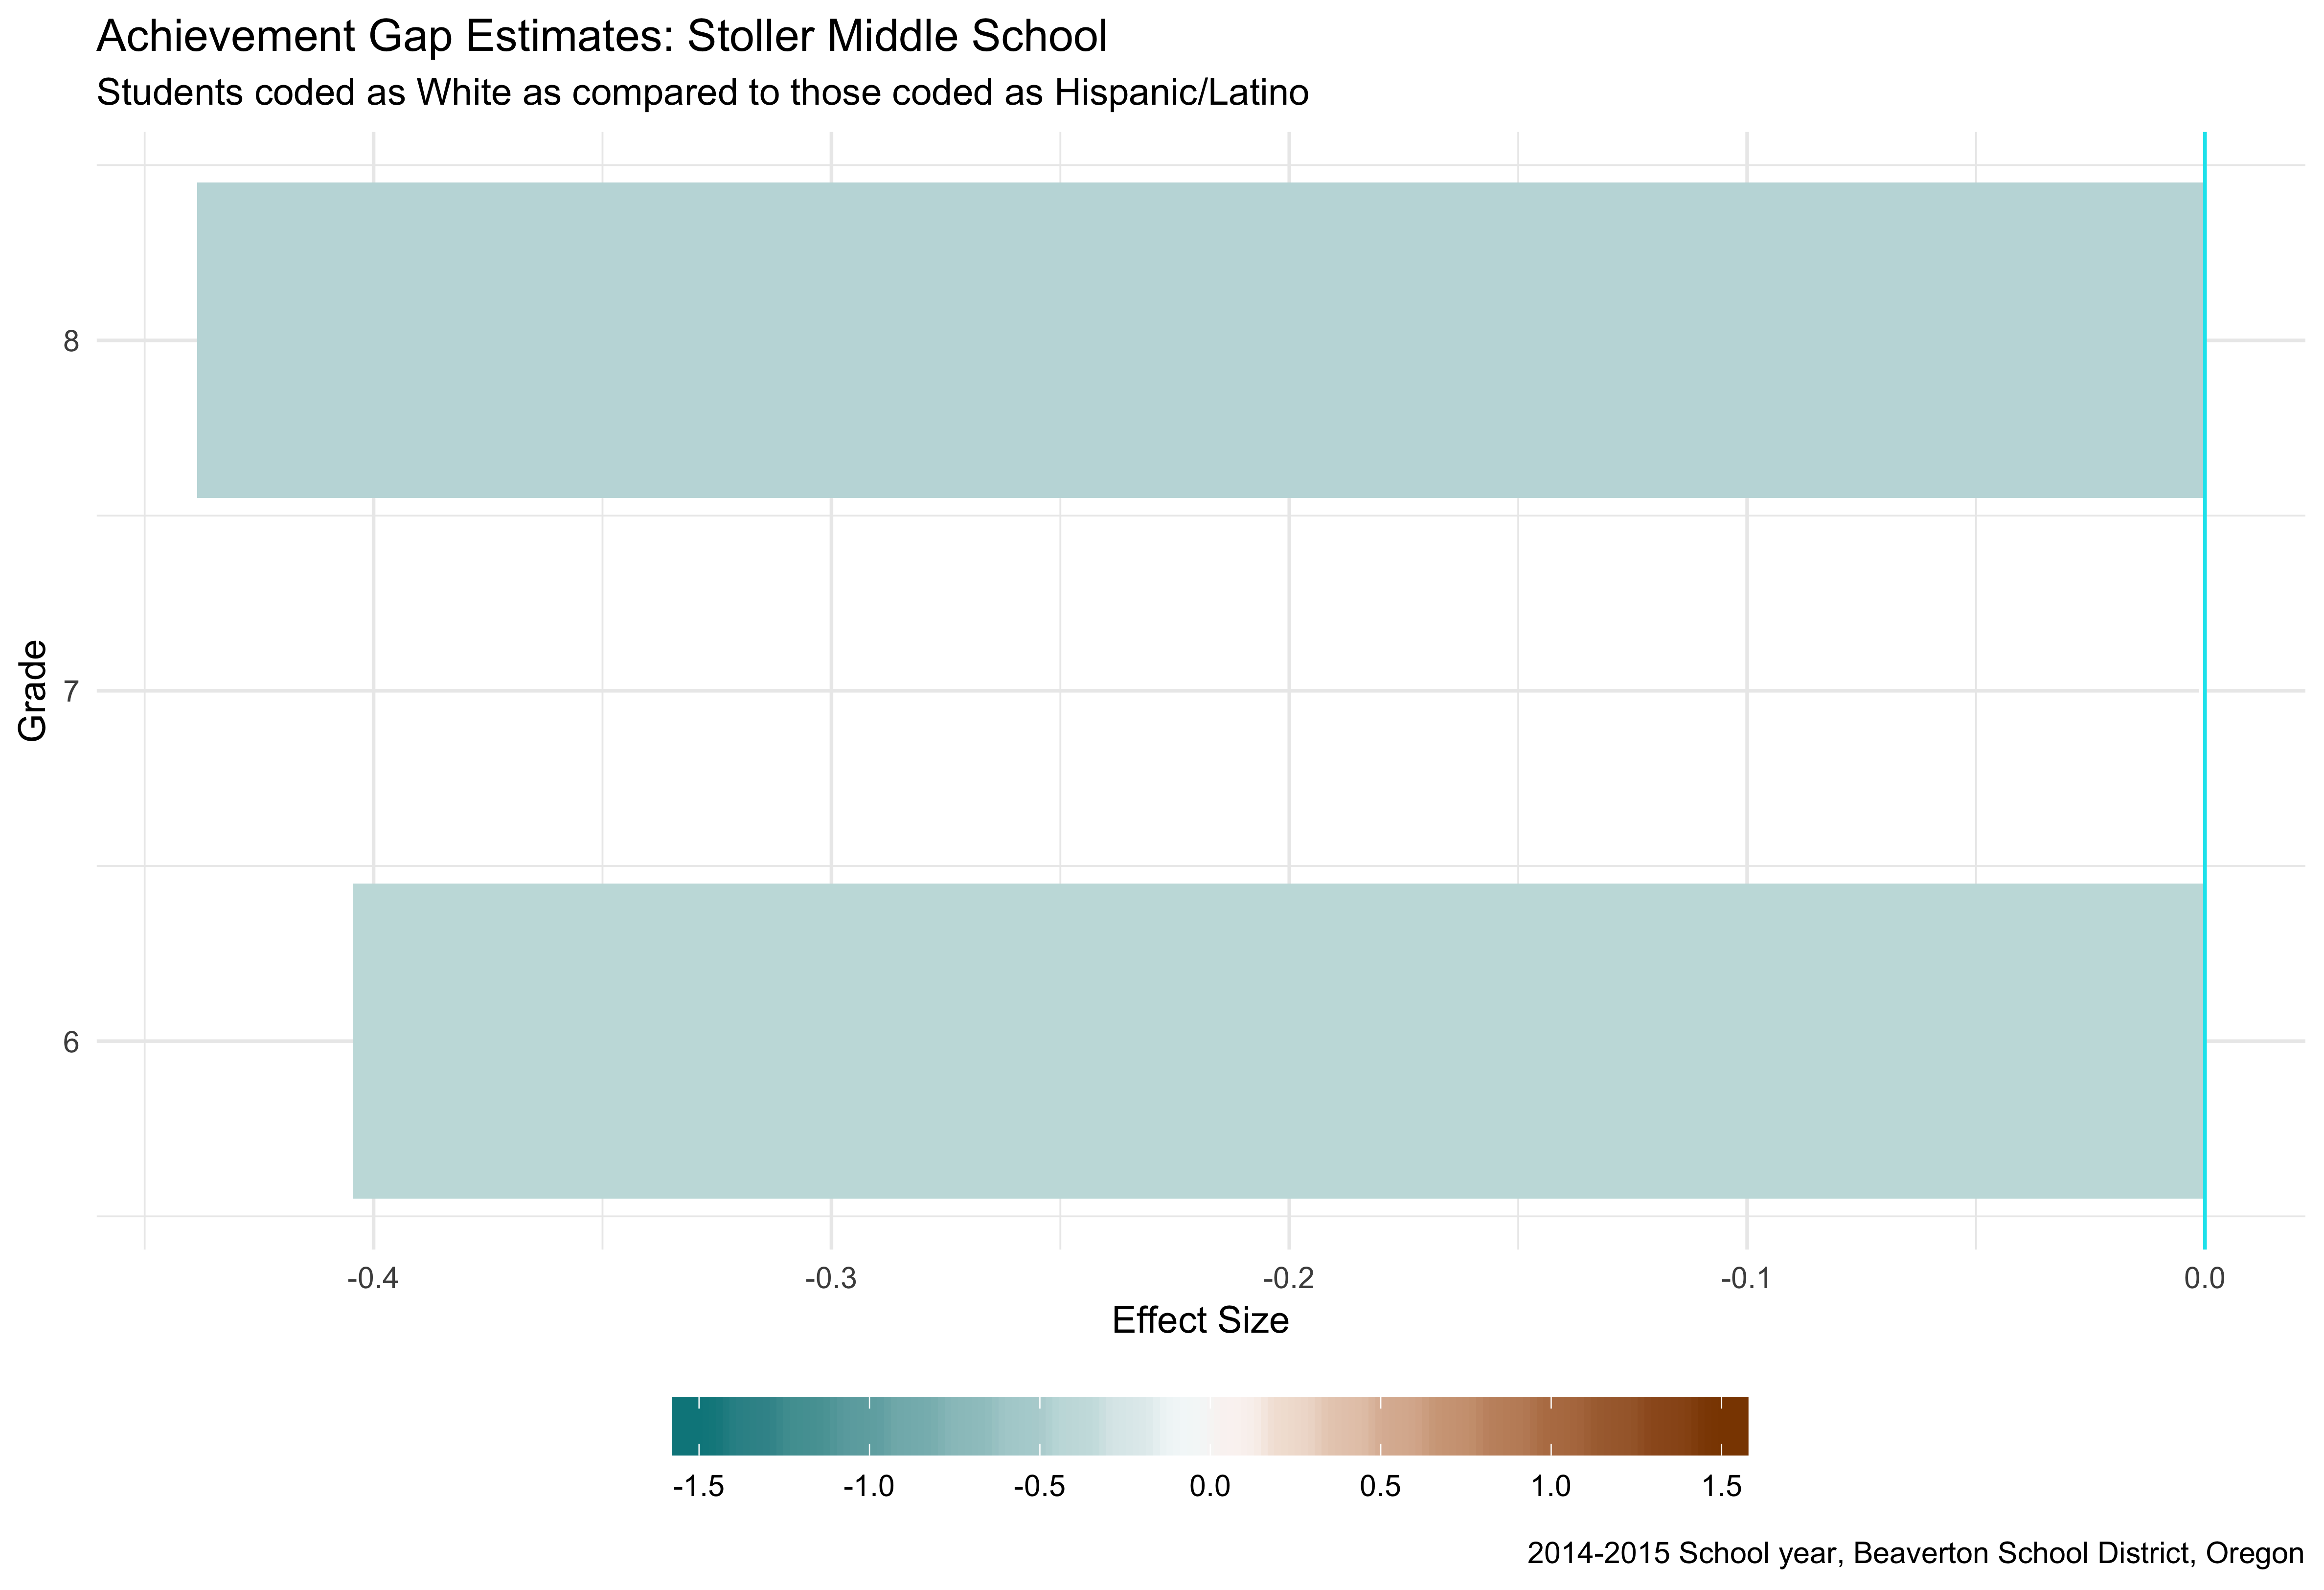 Achievement Gap Estimates: Stoller Middle School
Students coded as White as compared to those coded as Hispanic/Latino
Grade
8
7
6
-0.4 -0.3 -0.2 -0.1 0.0
Effect Size
-1.5 -1.0 -0.5 0.0 0.5 1.0 1.5
2014-2015 School year, Beaverton School District, Oregon